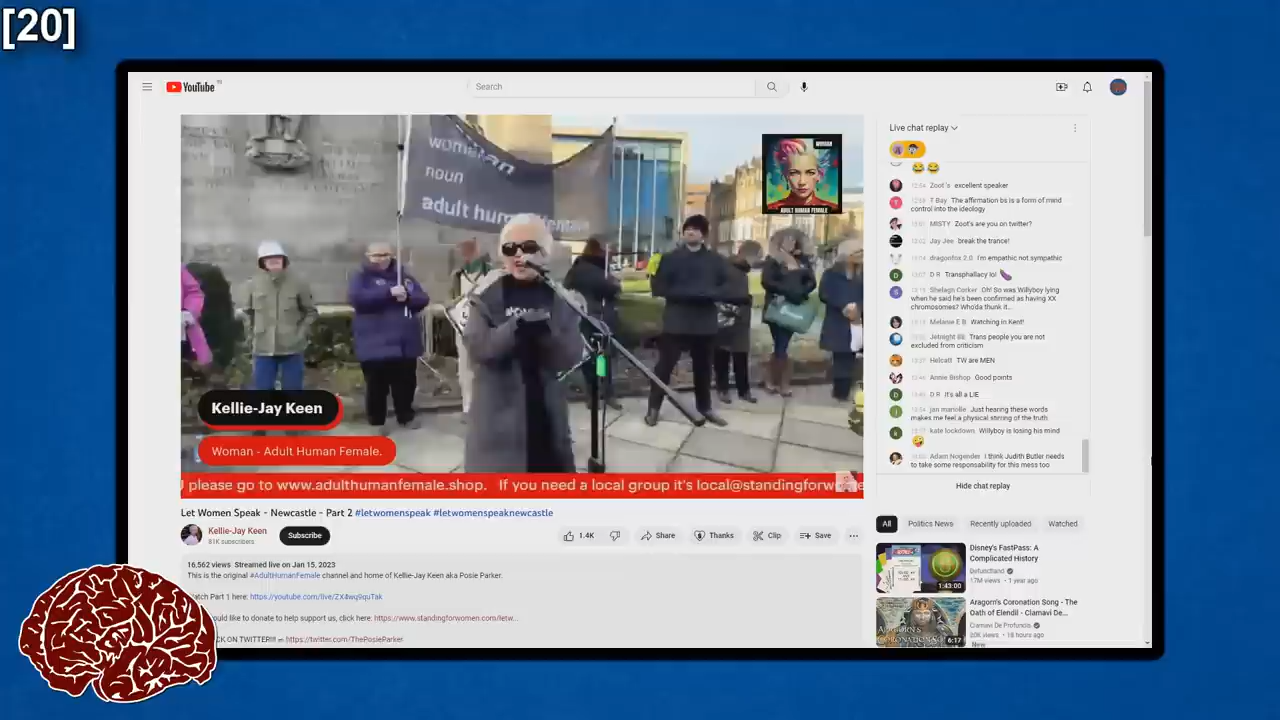 [20]
YouTube
Search
woman
noun
adult human
WOMAN
ADULT HUMAN FEMALE
Kellie-Jay Keen
Woman - Adult Human Female.
please go to www.adulthumanfemale.shop. If you need a local group it's local@standingforw
Let Women Speak - Newcastle - Part 2 #letwomenspeak #letwomenspeaknewcastle
Kellie-Jay Keen
81K subscribers
Subscribe
1.4K
Share
Thanks
Clip
Save
16,562 views Streamed live on Jan 15, 2023
This is the original #AdultHumanFemale channel and home of Kellie-Jay Keen aka Posie Parker.
atch Part 1 here: https://youtube.com/live/
uld like to donate to help support us, click here: https://www.standingforwomen.com/letw...
CK ON TWITTER!!! https://twitter.com/ThePosieParker
Live chat replay
Zoot's excellent speaker
T Bay The affirmation bs is a form of mind
control into the ideology
MISTY Zoot's are you on twitter?
Jay Jee break the trance!
dragonfox 2.0 I'm empathic not sympathic
D R Transphallacy lol
Shelagh Corker Oh! So was Willyboy lying
when he said he's been confirmed as having XX
chromosomes? Who'da thunk it...
Melanie E B Watching in Kent!
Trans people you are not
excluded from criticism
Helcatt TW are MEN
Annie Bishop Good points
D R It's all a LIE
Just hearing these words
makes me feel a physical stirring of the truth
kate lockdown Willyboy is losing his mind
Adam Nogender I think Judith Butler needs
to take some responsibility for this mess too
Hide chat replay
All
Politics News
Recently uploaded
Watched
Disney's FastPass: A
Complicated History
Defunctland
17M views • 1 year ago
1:43:00
Aragorn's Coronation Song - The
Oath of Elendil - Clamavi De...
Clamavi De Profundis
20K views • 18 hours ago
New
ARAGORN'S
CORONATION SONG
6:17